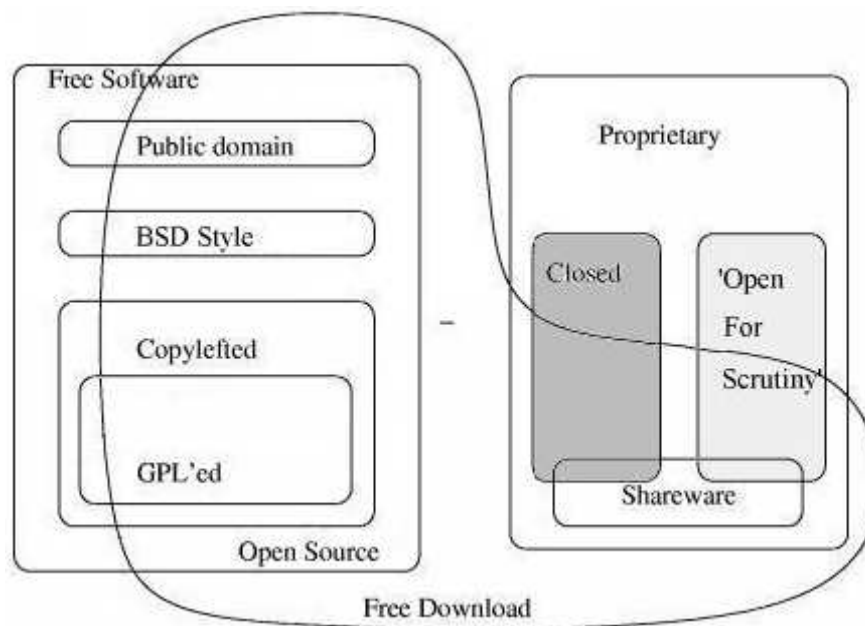 Free Software
Public domain
BSD Style
Copylefted
GPL'ed
Open Source
Proprietary
Closed
'Open
For
Scrutiny'
Shareware
Free Download